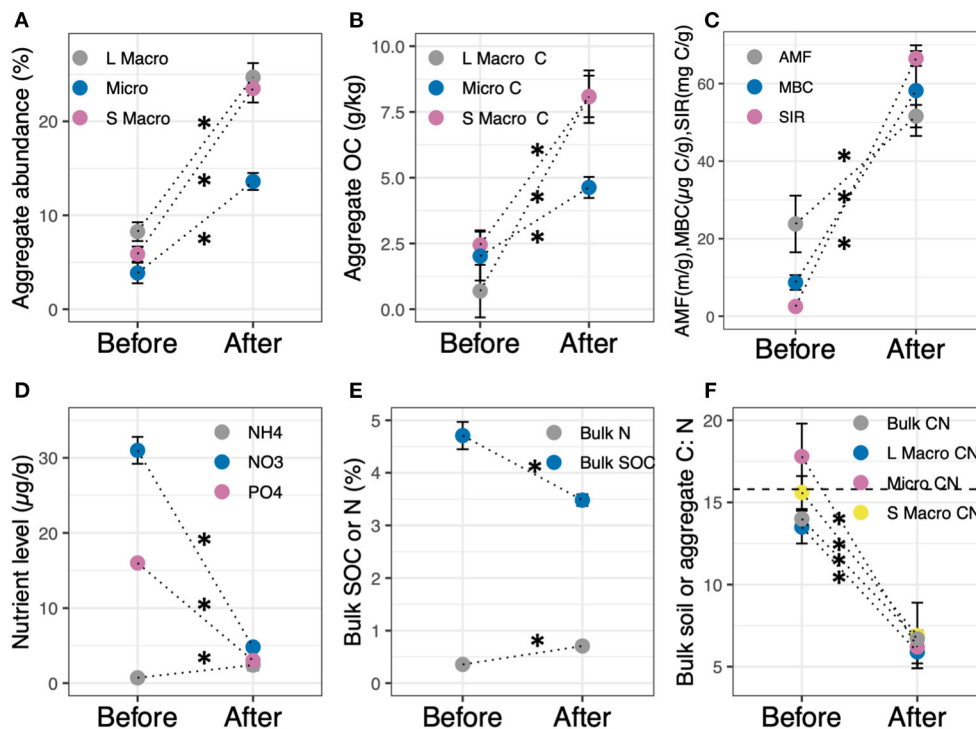 A
Aggregate abundance (%)
20
10
0
L Macro
Micro
S Macro
*
*
*
Before After
B
Aggregate OC (g/kg)
10.0
7.5
5.0
2.5
0.0
L Macro C
Micro C
S Macro C
*
*
*
Before After
C
AMF(m/g),MBC(µg C/g),SIR(mg C/g)
60
40
20
0
AMF
MBC
SIR
*
*
*
Before After
D
Nutrient level (µg/g)
30
20
10
0
NH4
NO3
PO4
*
*
*
Before After
E
Bulk SOC or N (%)
5
4
3
2
1
0
Bulk N
Bulk SOC
*
*
Before After
F
Bulk soil or aggregate C: N
20
15
10
5
Bulk CN
L Macro CN
Micro CN
S Macro CN
*
*
*
*
Before After